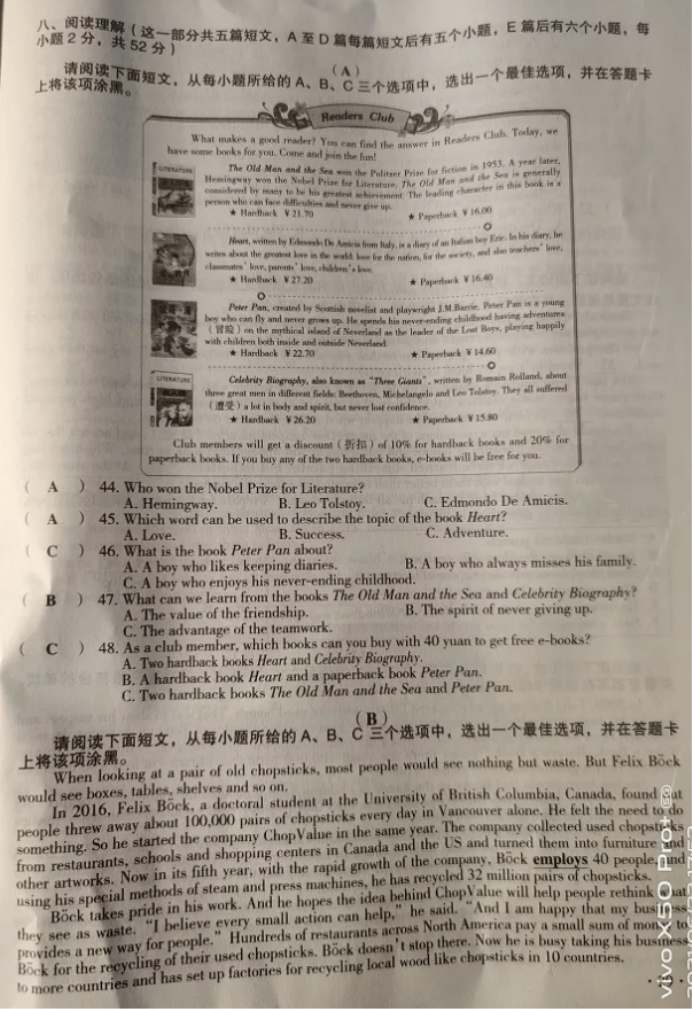 八、阅读理解（这一部分共五篇短文，A 至 D 篇每篇短文后有五个小题，E 篇后有六个小题，每
小题 2 分，共 52 分）
（A）
请阅读下面短文，从每小题所给的 A、B、C 三个选项中，选出一个最佳选项，并在答题卡
上将该项涂黑。
Readers Club
What makes a good reader? You can find the answer in Readers Club. Today, we
have some books for you. Come and join the fun!
LITERATURE
The Old Man and the Sea won the Pulitzer Prize for fiction in 1953. A year later,
Hemingway won the Nobel Prize for Literature. The Old Man and the Sea is generally
considered by many to be his greatest achievement. The leading character in this book is a
person who can face difficulties and never give up.
★ Hardback ￥21.70 ★ Paperback ￥16.00
Heart, written by Edmondo De Amicis from Italy, is a diary of an Italian boy Eric. In his diary, he
writes about the greatest love in the world: love for the nation, for the society, and also teachers' love,
classmates' love, parents' love, children's love.
★ Hardback ￥27.20 ★ Paperback ￥16.40
Peter Pan, created by Scottish novelist and playwright J.M.Barrie. Peter Pan is a young
boy who can fly and never grows up. He spends his never-ending childhood having adventures
（冒险）on the mythical island of Neverland as the leader of the Lost Boys, playing happily
with children both inside and outside Neverland.
★ Hardback ￥22.70 ★ Paperback ￥14.60
LITERATURE
Celebrity Biography, also known as "Three Giants", written by Romain Rolland, about
three great men in different fields: Beethoven, Michelangelo and Leo Tolstoy. They all suffered
（遭受）a lot in body and spirit, but never lost confidence.
★ Hardback ￥26.20 ★ Paperback ￥15.80
Club members will get a discount（折扣）of 10% for hardback books and 20% for
paperback books. If you buy any of the two hardback books, e-books will be free for you.
( A ) 44. Who won the Nobel Prize for Literature?
A. Hemingway. B. Leo Tolstoy. C. Edmondo De Amicis.
( A ) 45. Which word can be used to describe the topic of the book Heart?
A. Love. B. Success. C. Adventure.
( C ) 46. What is the book Peter Pan about?
A. A boy who likes keeping diaries. B. A boy who always misses his family.
C. A boy who enjoys his never-ending childhood.
( B ) 47. What can we learn from the books The Old Man and the Sea and Celebrity Biography?
A. The value of the friendship. B. The spirit of never giving up.
C. The advantage of the teamwork.
( C ) 48. As a club member, which books can you buy with 40 yuan to get free e-books?
A. Two hardback books Heart and Celebrity Biography.
B. A hardback book Heart and a paperback book Peter Pan.
C. Two hardback books The Old Man and the Sea and Peter Pan.
（B）
请阅读下面短文，从每小题所给的 A、B、C 三个选项中，选出一个最佳选项，并在答题卡
上将该项涂黑。
When looking at a pair of old chopsticks, most people would see nothing but waste. But Felix Böck
would see boxes, tables, shelves and so on.
In 2016, Felix Böck, a doctoral student at the University of British Columbia, Canada, found that
people threw away about 100,000 pairs of chopsticks every day in Vancouver alone. He felt the need to do
something. So he started the company ChopValue in the same year. The company collected used chopsticks
from restaurants, schools and shopping centers in Canada and the US and turned them into furniture and
other artworks. Now in its fifth year, with the rapid growth of the company, Böck employs 40 people, and
using his special methods of steam and press machines, he has recycled 32 million pairs of chopsticks.
Böck takes pride in his work. And he hopes the idea behind ChopValue will help people rethink what
they see as waste. "I believe every small action can help," he said. "And I am happy that my business
provides a new way for people." Hundreds of restaurants across North America pay a small sum of money to
Böck for the recycling of their used chopsticks. Böck doesn't stop there. Now he is busy taking his business
to more countries and has set up factories for recycling local wood like chopsticks in 10 countries.
vivo X50 Pro+